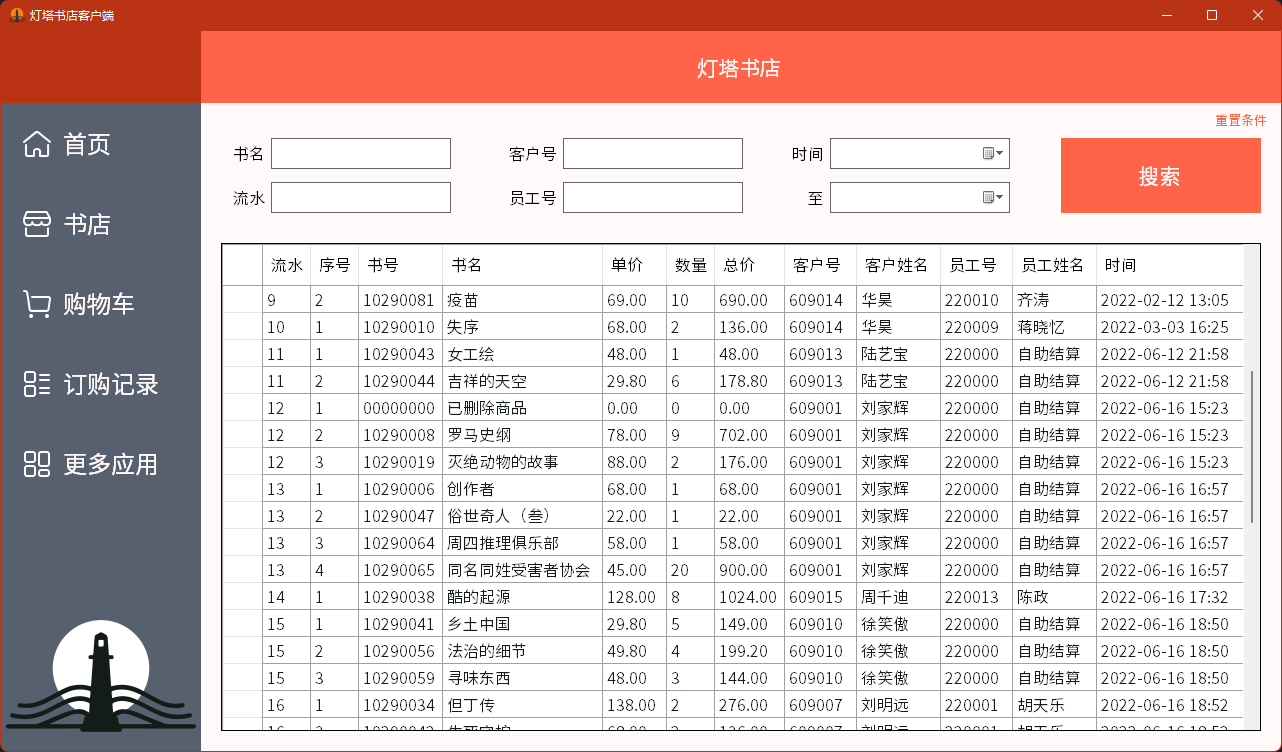 灯塔书店客户端
灯塔书店
重置条件
首页
书店
购物车
订购记录
更多应用
书名 客户号 时间 搜索
流水 员工号 至
流水 序号 书号 书名 单价 数量 总价 客户号 客户姓名 员工号 员工姓名 时间
9 2 10290081 疫苗 69.00 10 690.00 609014 华昊 220010 齐涛 2022-02-12 13:05
10 1 10290010 失序 68.00 2 136.00 609014 华昊 220009 蒋晓忆 2022-03-03 16:25
11 1 10290043 女工绘 48.00 1 48.00 609013 陆艺宝 220000 自助结算 2022-06-12 21:58
11 2 10290044 吉祥的天空 29.80 6 178.80 609013 陆艺宝 220000 自助结算 2022-06-12 21:58
12 1 00000000 已删除商品 0.00 0 0.00 609001 刘家辉 220000 自助结算 2022-06-16 15:23
12 2 10290008 罗马史纲 78.00 9 702.00 609001 刘家辉 220000 自助结算 2022-06-16 15:23
12 3 10290019 灭绝动物的故事 88.00 2 176.00 609001 刘家辉 220000 自助结算 2022-06-16 15:23
13 1 10290006 创作者 68.00 1 68.00 609001 刘家辉 220000 自助结算 2022-06-16 16:57
13 2 10290047 俗世奇人（叁） 22.00 1 22.00 609001 刘家辉 220000 自助结算 2022-06-16 16:57
13 3 10290064 周四推理俱乐部 58.00 1 58.00 609001 刘家辉 220000 自助结算 2022-06-16 16:57
13 4 10290065 同名同姓受害者协会 45.00 20 900.00 609001 刘家辉 220000 自助结算 2022-06-16 16:57
14 1 10290038 酷的起源 128.00 8 1024.00 609015 周千迪 220013 陈政 2022-06-16 17:32
15 1 10290041 乡土中国 29.80 5 149.00 609010 徐笑傲 220000 自助结算 2022-06-16 18:50
15 2 10290056 法治的细节 49.80 4 199.20 609010 徐笑傲 220000 自助结算 2022-06-16 18:50
15 3 10290059 寻味东西 48.00 3 144.00 609010 徐笑傲 220000 自助结算 2022-06-16 18:50
16 1 10290034 但丁传 138.00 2 276.00 609007 刘明远 220001 胡天乐 2022-06-16 18:52